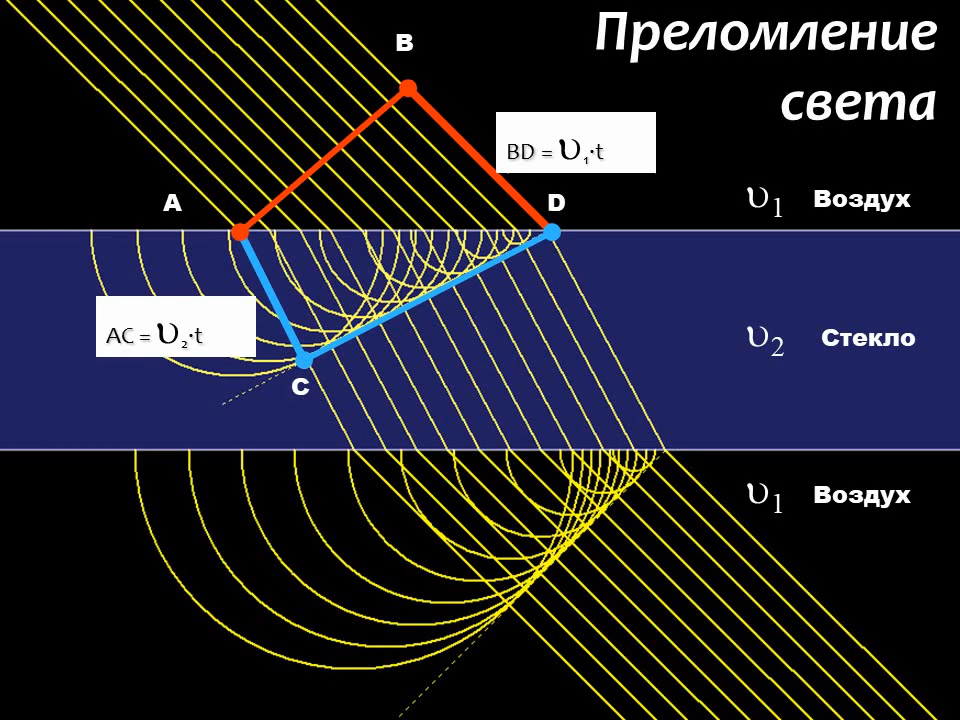 Преломление
света
B
BD = υ₁·t
A
D
υ₁ Воздух
AC = υ₂·t
υ₂ Стекло
C
υ₁ Воздух